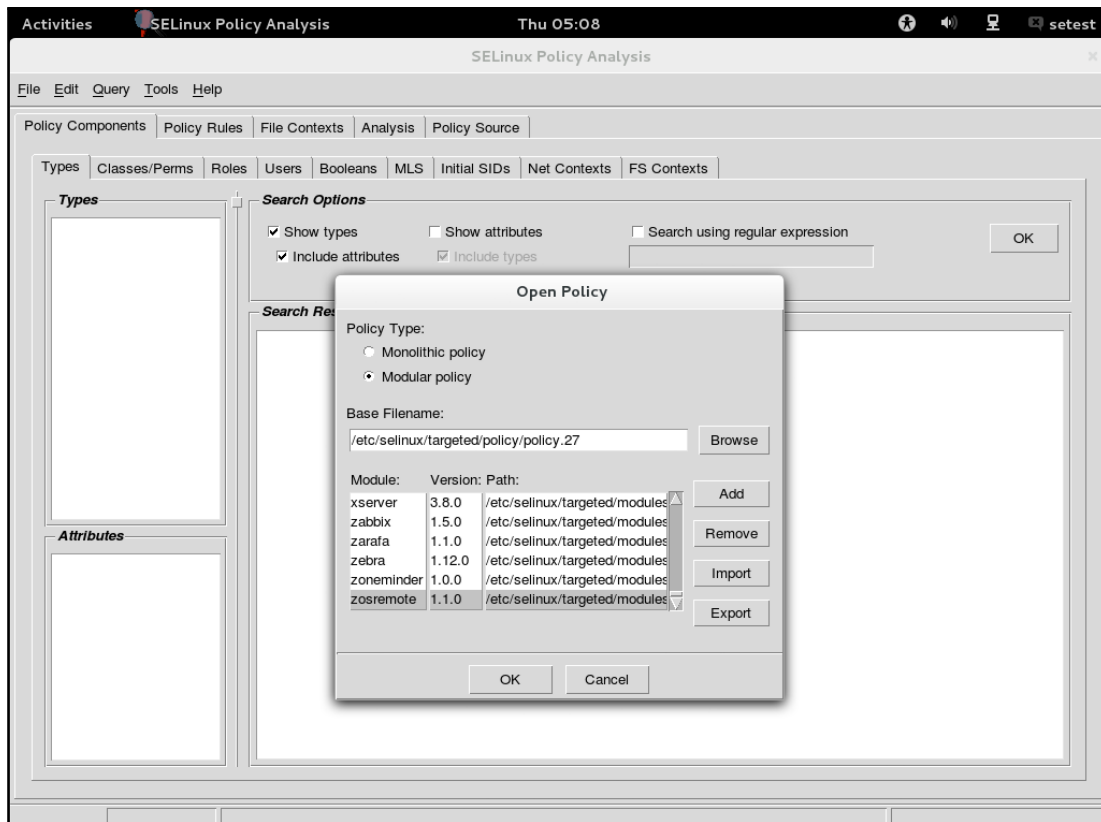 Activities SELinux Policy Analysis Thu 05:08 setest
SELinux Policy Analysis
File Edit Query Tools Help
Policy Components Policy Rules File Contexts Analysis Policy Source
Types Classes/Perms Roles Users Booleans MLS Initial SIDs Net Contexts FS Contexts
Types
Search Options
Show types Show attributes Search using regular expression OK
Include attributes Include types
Search Res
Attributes
Open Policy
Policy Type:
Monolithic policy
Modular policy
Base Filename:
/etc/selinux/targeted/policy/policy.27 Browse
Module: Version: Path:
xserver 3.8.0 /etc/selinux/targeted/modules
zabbix 1.5.0 /etc/selinux/targeted/modules
zarafa 1.1.0 /etc/selinux/targeted/modules
zebra 1.12.0 /etc/selinux/targeted/modules
zoneminder 1.0.0 /etc/selinux/targeted/modules
zosremote 1.1.0 /etc/selinux/targeted/modules
Add
Remove
Import
Export
OK Cancel